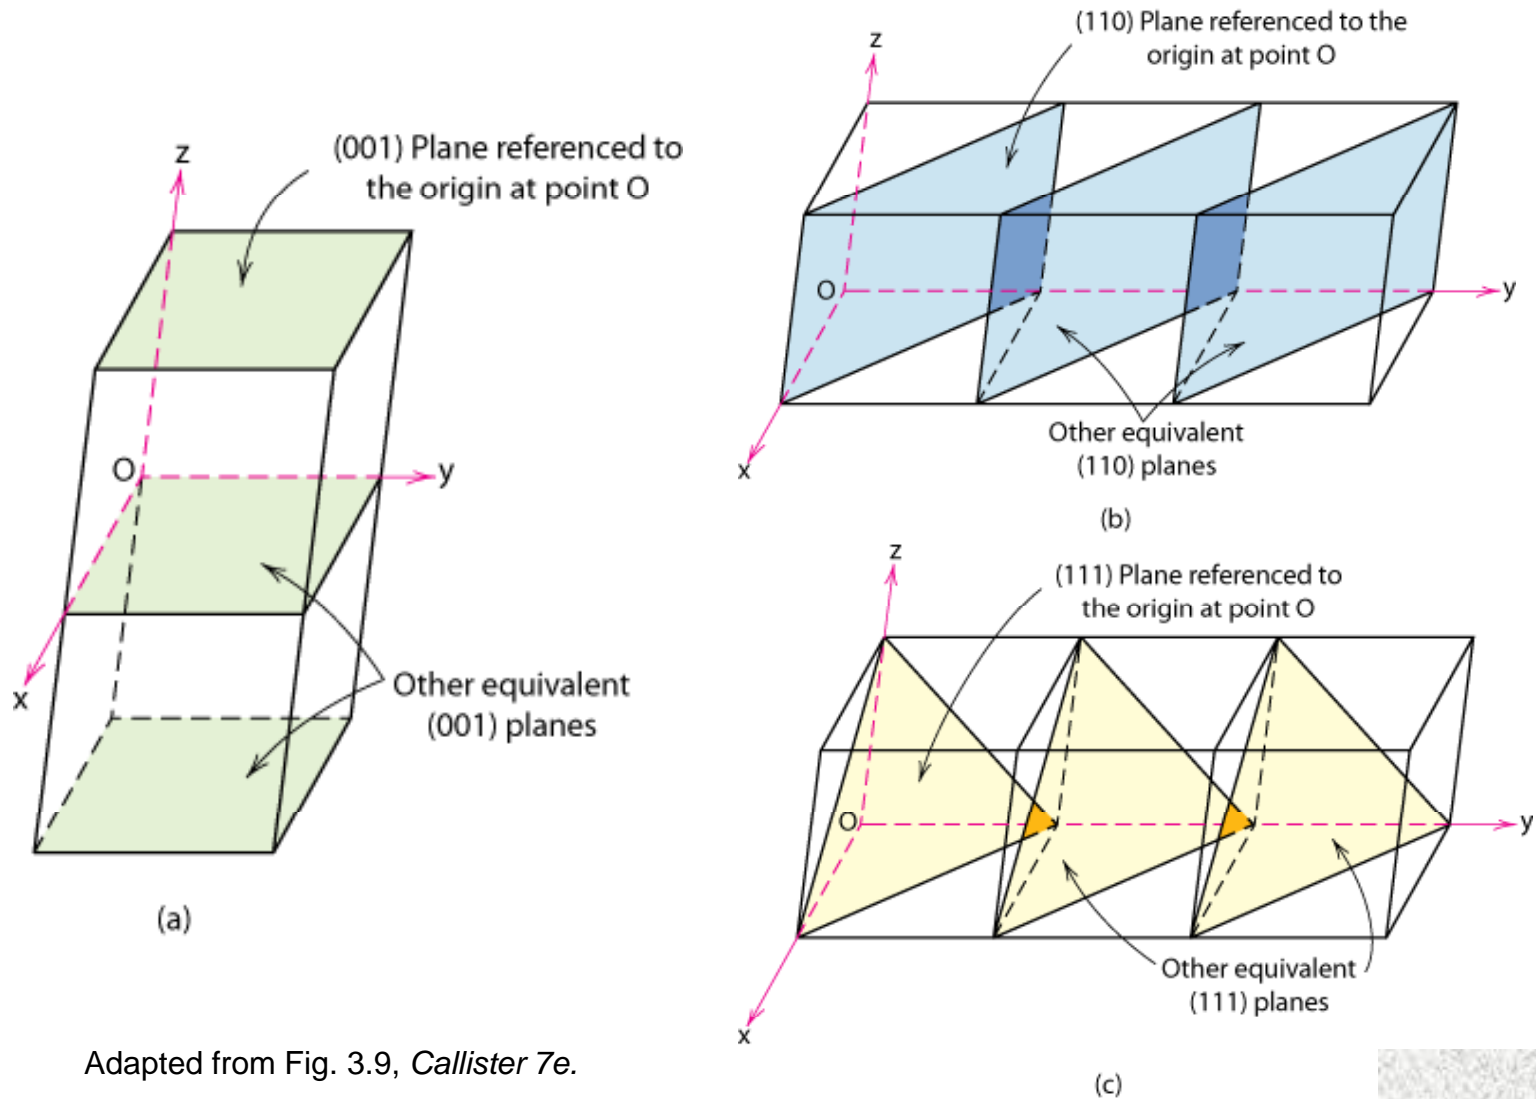 (001) Plane referenced to
the origin at point O
z
O
y
x
Other equivalent
(001) planes
(a)
(110) Plane referenced to the
origin at point O
z
O
y
x
Other equivalent
(110) planes
(b)
(111) Plane referenced to
the origin at point O
z
O
y
x
Other equivalent
(111) planes
(c)
Adapted from Fig. 3.9, Callister 7e.